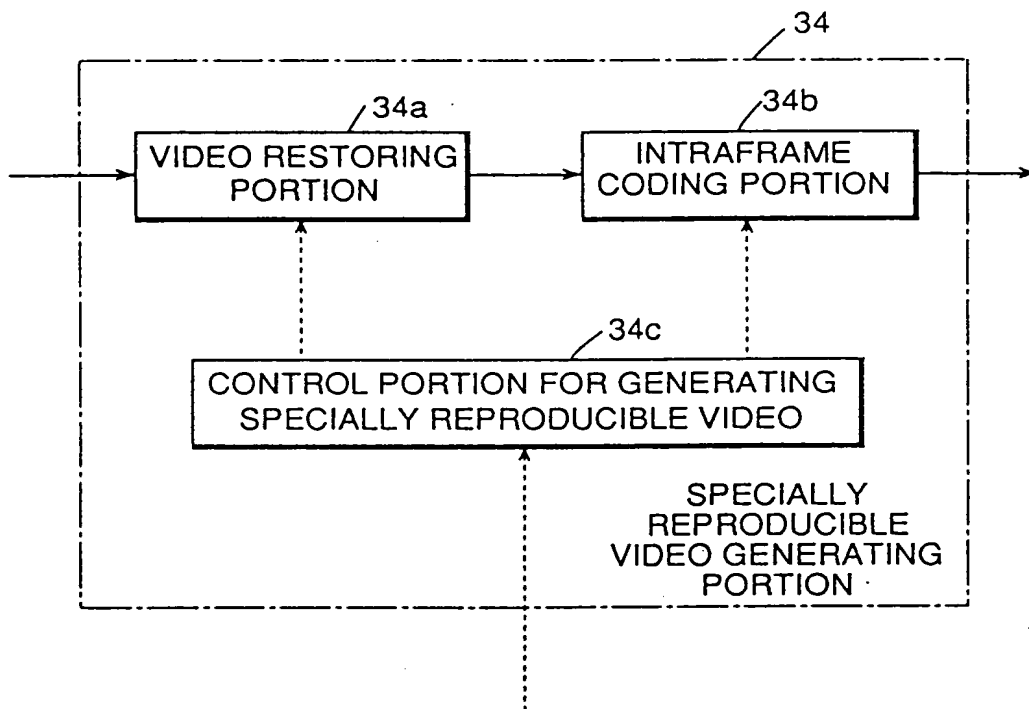 34
34a
34b
VIDEO RESTORING
PORTION
INTRAFRAME
CODING PORTION
34c
CONTROL PORTION FOR GENERATING
SPECIALLY REPRODUCIBLE VIDEO
SPECIALLY
REPRODUCIBLE
VIDEO GENERATING
PORTION